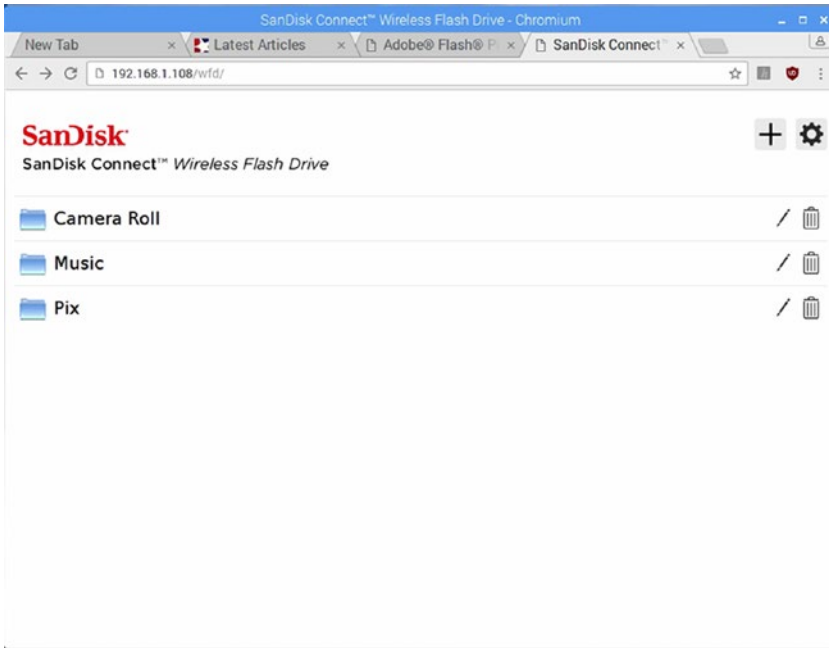 SanDisk Connect™ Wireless Flash Drive - Chromium
New Tab Latest Articles Adobe® Flash® P SanDisk Connect™
192.168.1.108/wfd/
SanDisk
SanDisk Connect™ Wireless Flash Drive
Camera Roll
Music
Pix